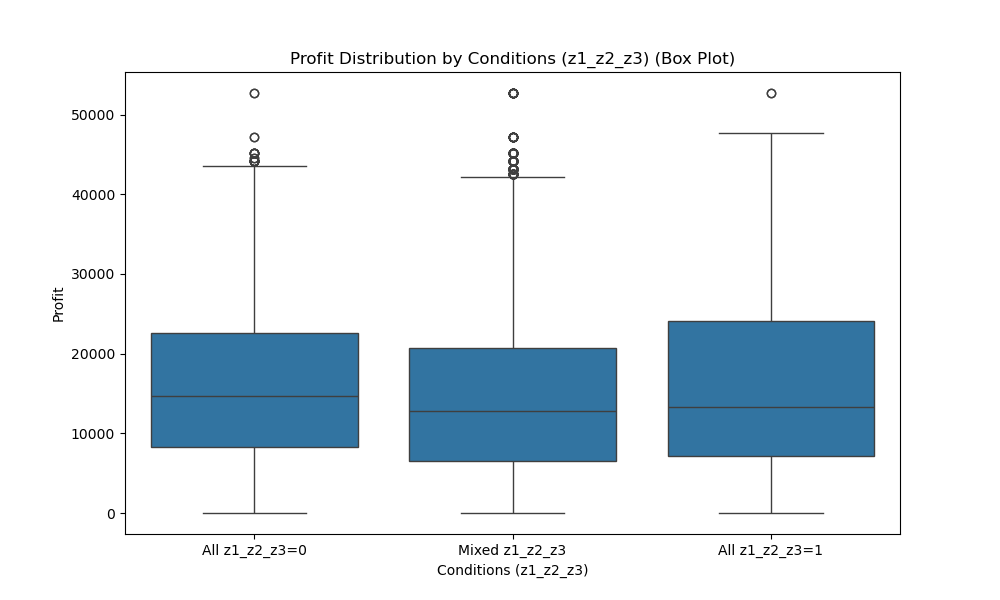 Profit Distribution by Conditions (z1_z2_z3) (Box Plot)
50000
40000
30000
20000
10000
0
Profit
All z1_z2_z3=0
Mixed z1_z2_z3
All z1_z2_z3=1
Conditions (z1_z2_z3)